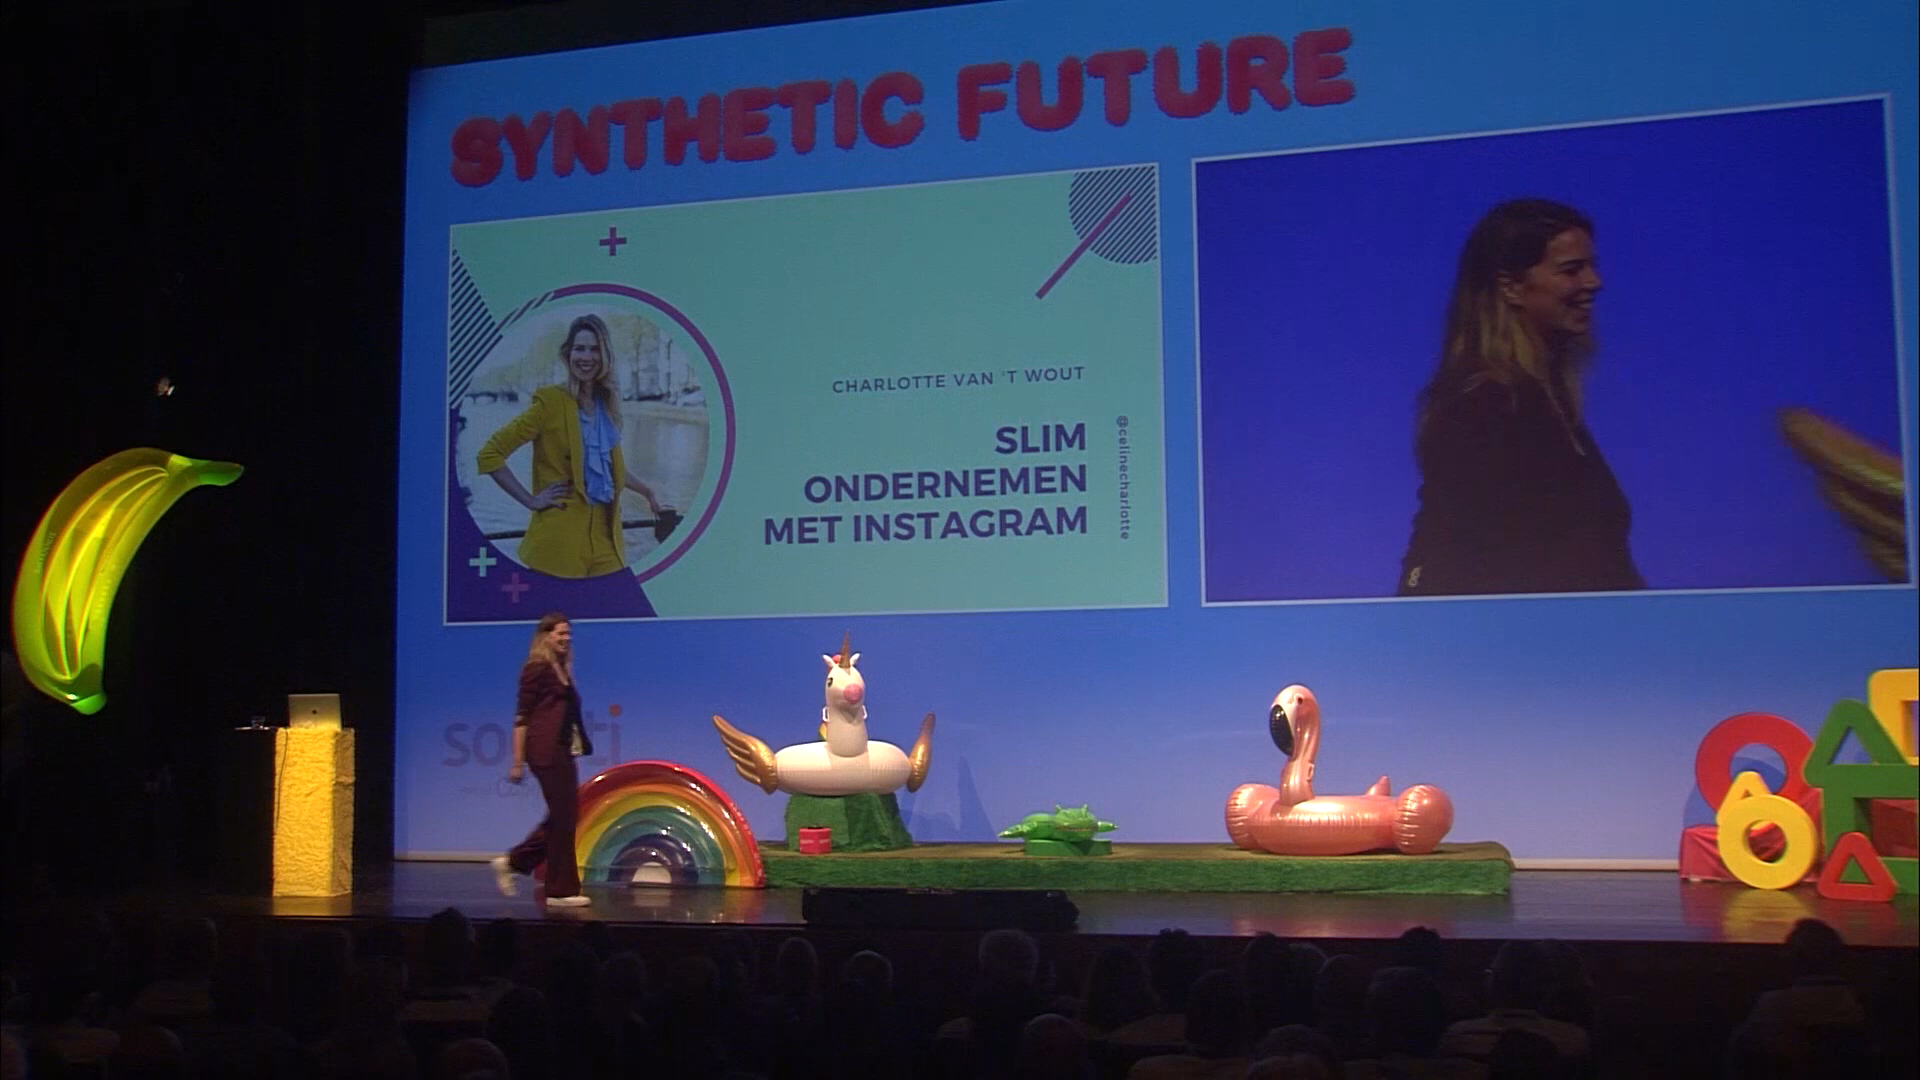 SYNTHETIC FUTURE
CHARLOTTE VAN 'T WOUT
SLIM
ONDERNEMEN
MET INSTAGRAM
@celinecharlotte